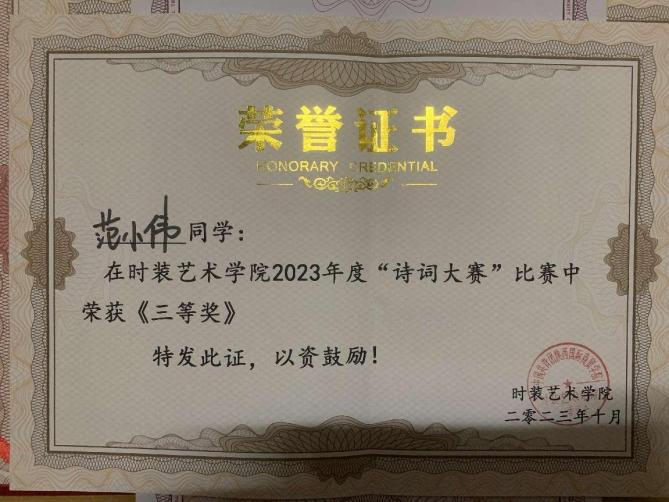 荣誉证书
HONORARY CREDENTIAL
范小伟同学：
在时装艺术学院2023年度“诗词大赛”比赛中
荣获《三等奖》
特发此证，以资鼓励！
时装艺术学院
二〇二三年十月